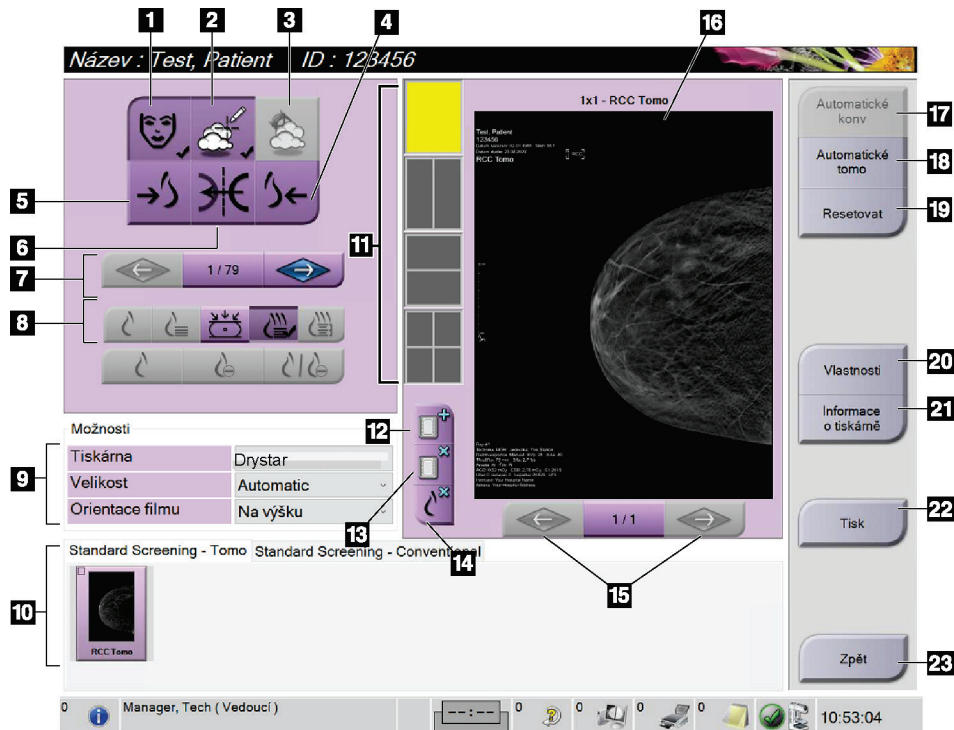 1
2
3
4
16
Název : Test, Patient ID : 123456
1x1 - RCC Tomo
Test, Patient
123456
RCC Tomo
RCC
Automatické
konv
17
Automatické
tomo
18
Resetovat
19
5
6
11
7
1 / 79
8
Vlastnosti
20
Informace
o tiskárně
21
12
Možnosti
9
Tiskárna
Drystar
Velikost
Automatic
Orientace filmu
Na výšku
13
14
1 / 1
15
Tisk
22
Standard Screening - Tomo
Standard Screening - Conventional
10
RCC Tomo
Zpět
23
0
Manager, Tech ( Vedoucí )
--:--
0
0
0
0
10:53:04